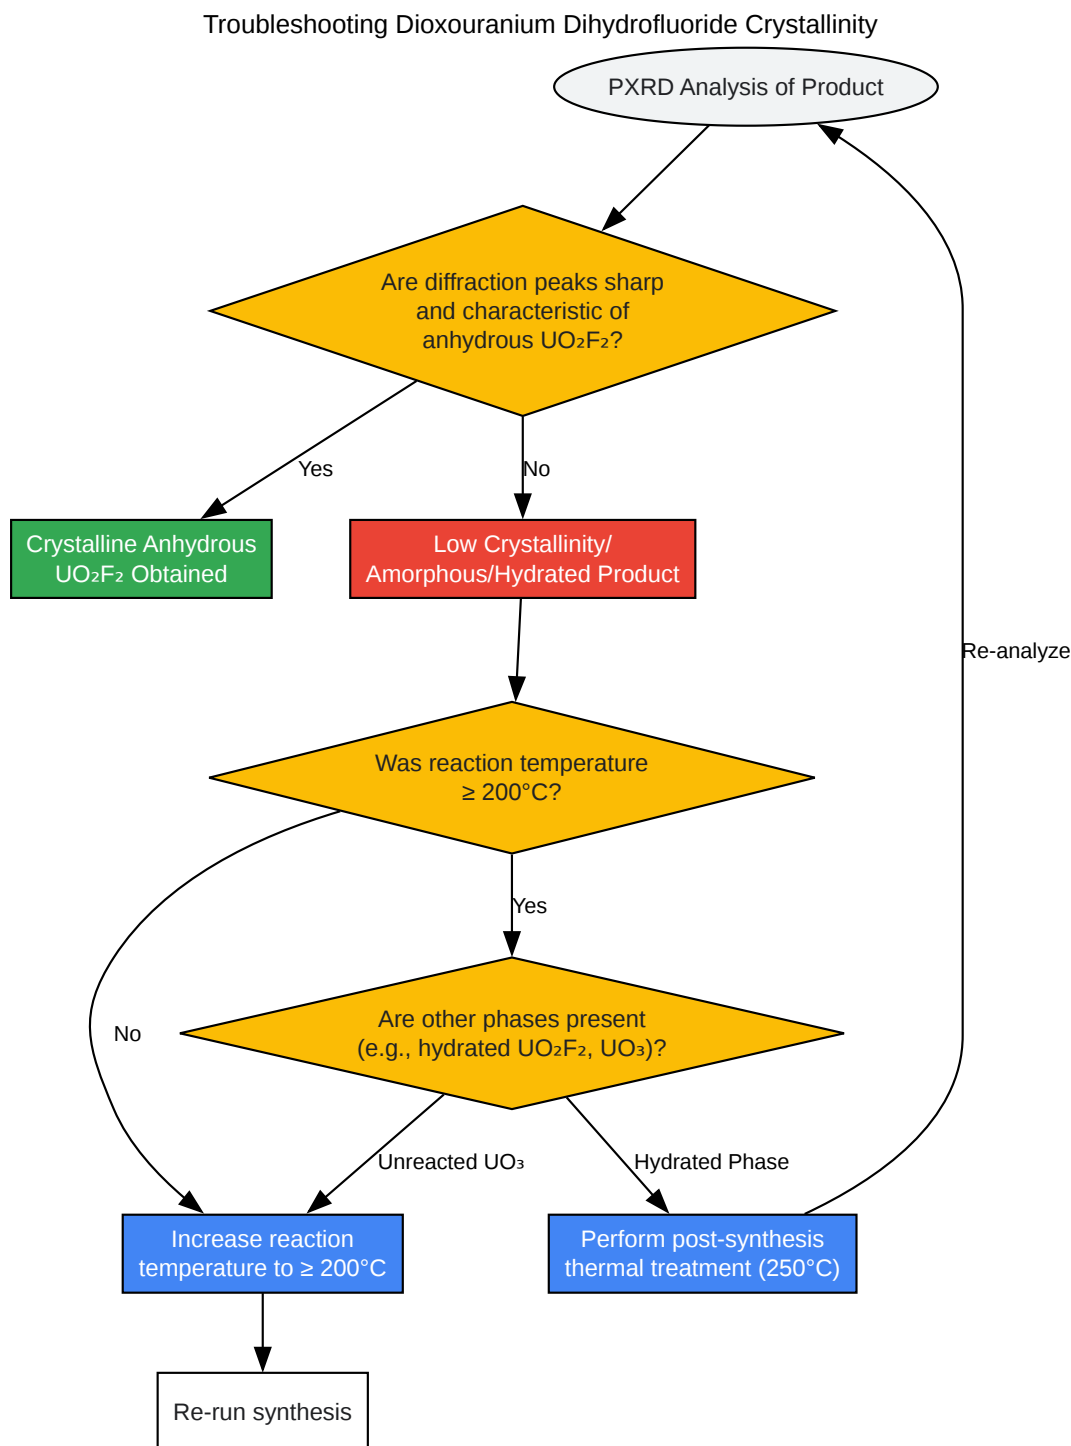 Troubleshooting Dioxouranium Dihydrofluoride Crystallinity
PXRD Analysis of Product
Are diffraction peaks sharp
and characteristic of
anhydrous UO₂F₂?
Yes
No
Crystalline Anhydrous
UO₂F₂ Obtained
Low Crystallinity/
Amorphous/Hydrated Product
Re-analyze
Was reaction temperature
≥ 200°C?
Yes
No
Are other phases present
(e.g., hydrated UO₂F₂, UO₃)?
Unreacted UO₃
Hydrated Phase
Increase reaction
temperature to ≥ 200°C
Perform post-synthesis
thermal treatment (250°C)
Re-run synthesis